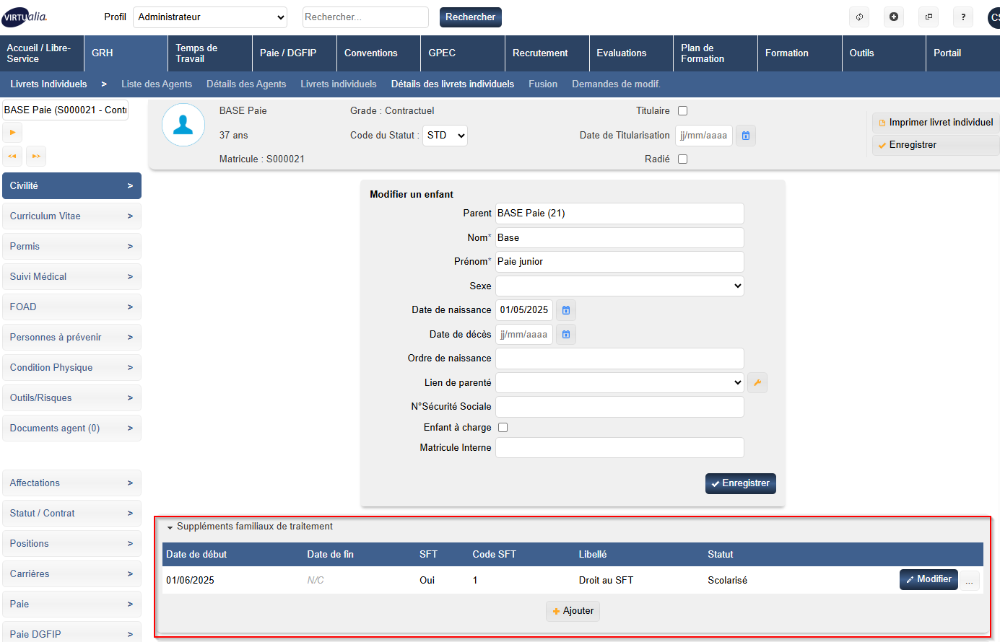 VIRTUalia.
Profil
Administrateur
Rechercher...
Rechercher
?
CS
Accueil / Libre-Service
GRH
Temps de Travail
Paie / DGFIP
Conventions
GPEC
Recrutement
Evaluations
Plan de Formation
Formation
Outils
Portail
Livrets Individuels > Liste des Agents Détails des Agents Livrets individuels Détails des livrets individuels Fusion Demandes de modif.
BASE Paie (S000021 - Cont
BASE Paie
37 ans
Matricule : S000021
Grade : Contractuel
Code du Statut : STD
Titulaire
Date de Titularisation jj/mm/aaaa
Radié
Imprimer livret individuel
Enregistrer
Civilité >
Curriculum Vitae >
Permis >
Suivi Médical >
FOAD >
Personnes à prévenir >
Condition Physique >
Outils/Risques >
Documents agent (0) >
Affectations >
Statut / Contrat >
Positions >
Carrières >
Paie >
Paie DGFIP >
Modifier un enfant
Parent BASE Paie (21)
Nom* Base
Prénom* Paie junior
Sexe
Date de naissance 01/05/2025
Date de décès jj/mm/aaaa
Ordre de naissance
Lien de parenté
N°Sécurité Sociale
Enfant à charge
Matricule Interne
Enregistrer
Suppléments familiaux de traitement
Date de début Date de fin SFT Code SFT Libellé Statut
01/06/2025 N/C Oui 1 Droit au SFT Scolarisé Modifier ...
Ajouter